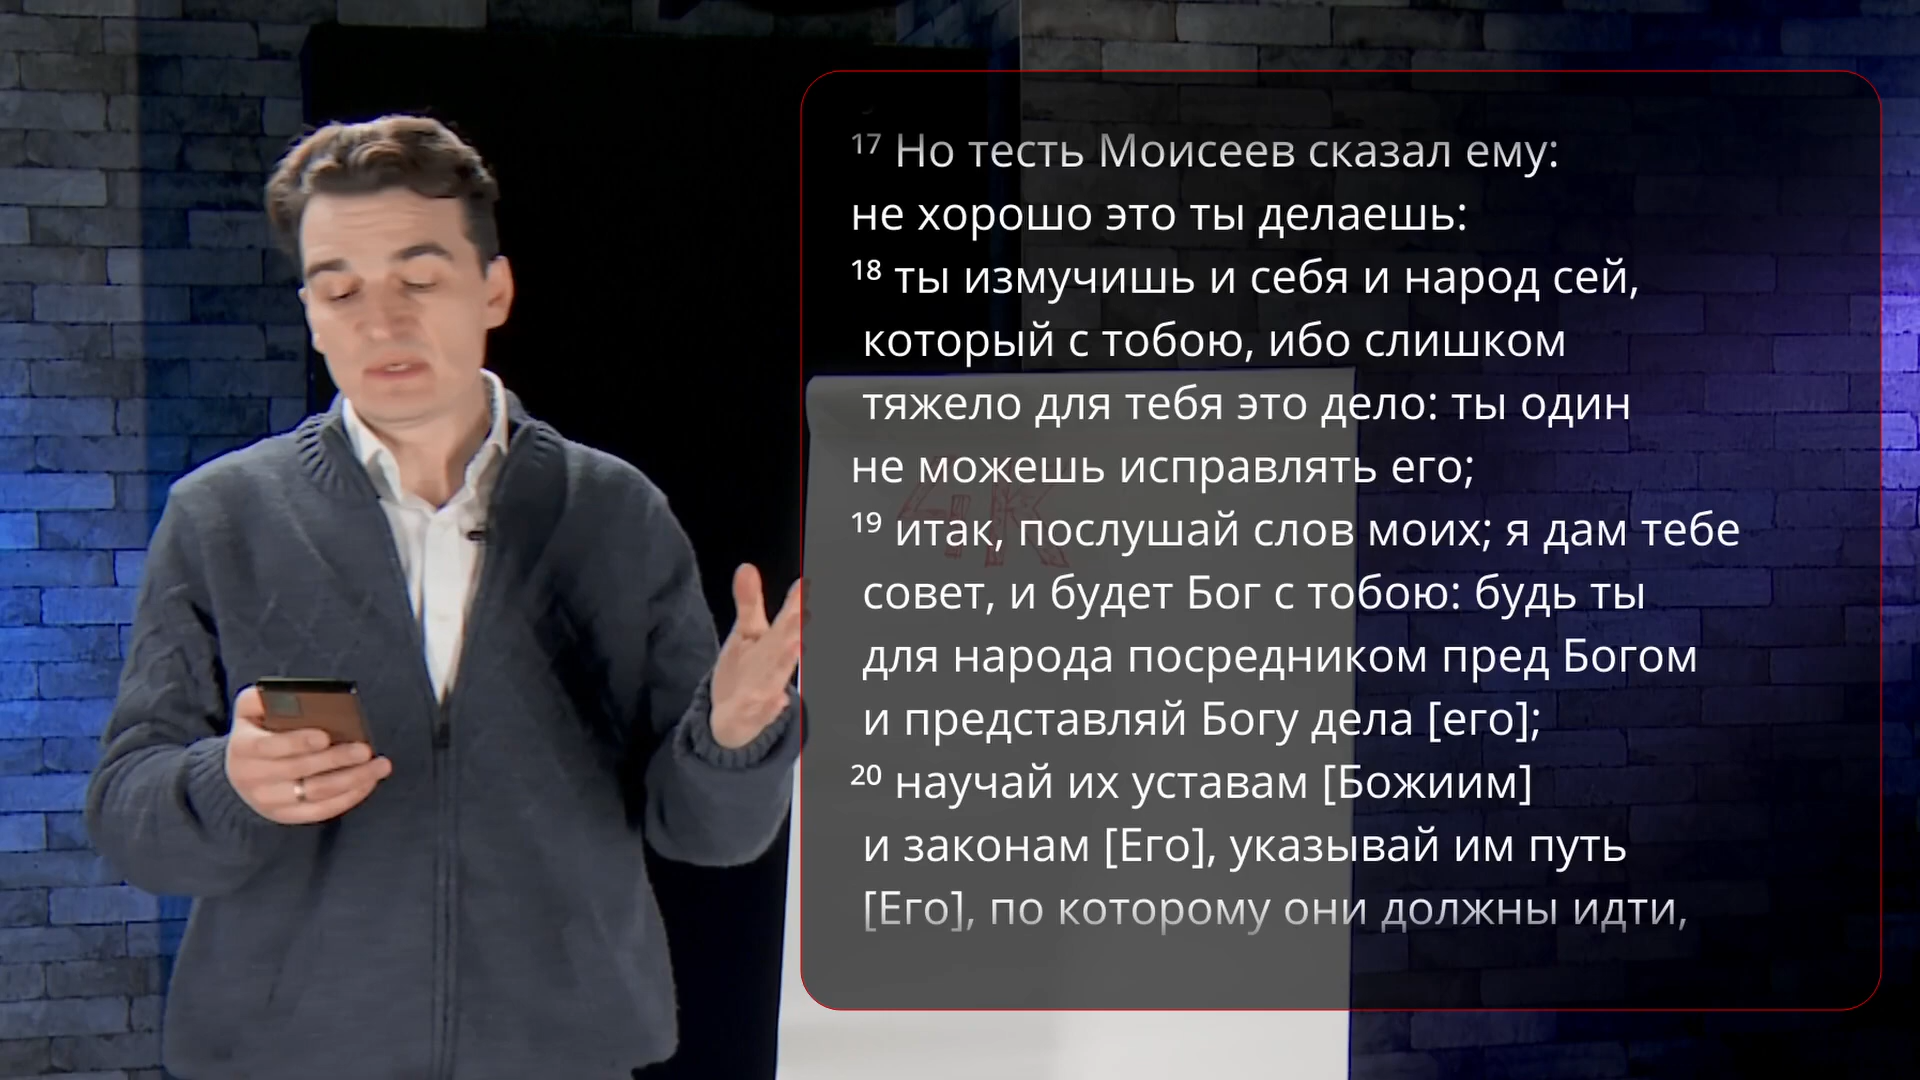 17 Но тесть Моисеев сказал ему:
не хорошо это ты делаешь:
18 ты измучишь и себя и народ сей,
который с тобою, ибо слишком
тяжело для тебя это дело: ты один
не можешь исправлять его;
19 итак, послушай слов моих; я дам тебе
совет, и будет Бог с тобою: будь ты
для народа посредником пред Богом
и представляй Богу дела [его];
20 научай их уставам [Божиим]
и законам [Его], указывай им путь
[Его], по которому они должны идти,
4К